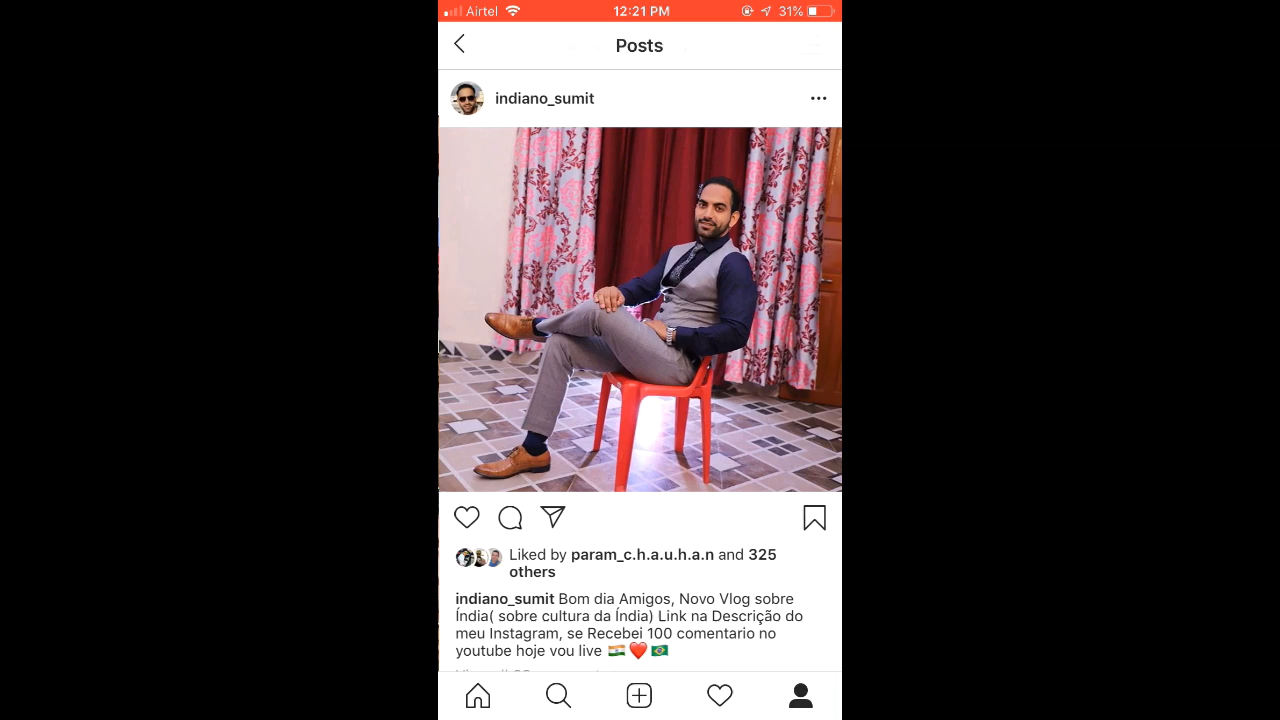 Airtel 12:21 PM 31%
Posts
indiano_sumit
Liked by param_c.h.a.u.h.a.n and 325
others
indiano_sumit Bom dia Amigos, Novo Vlog sobre
Índia( sobre cultura da Índia) Link na Descrição do
meu Instagram, se Recebei 100 comentario no
youtube hoje vou live 🇮🇳❤️🇧🇷